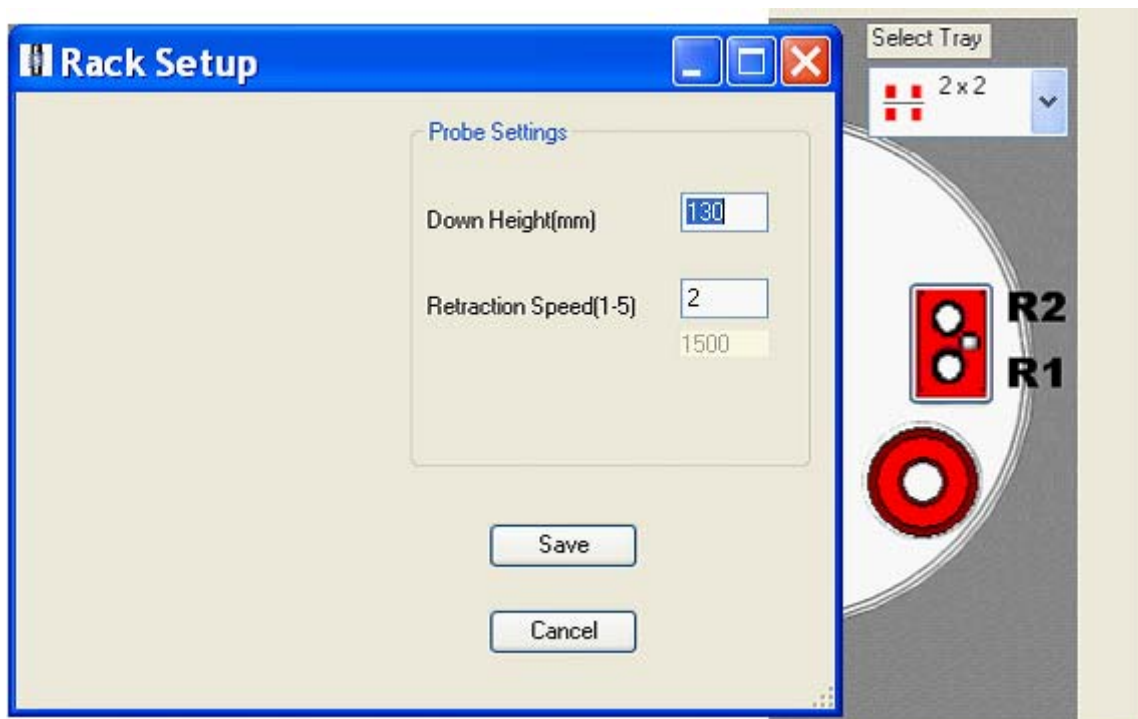 Rack Setup
Probe Settings
Down Height(mm)
130
Retraction Speed(1-5)
2
1500
Save
Cancel
Select Tray
2 x 2
R2
R1